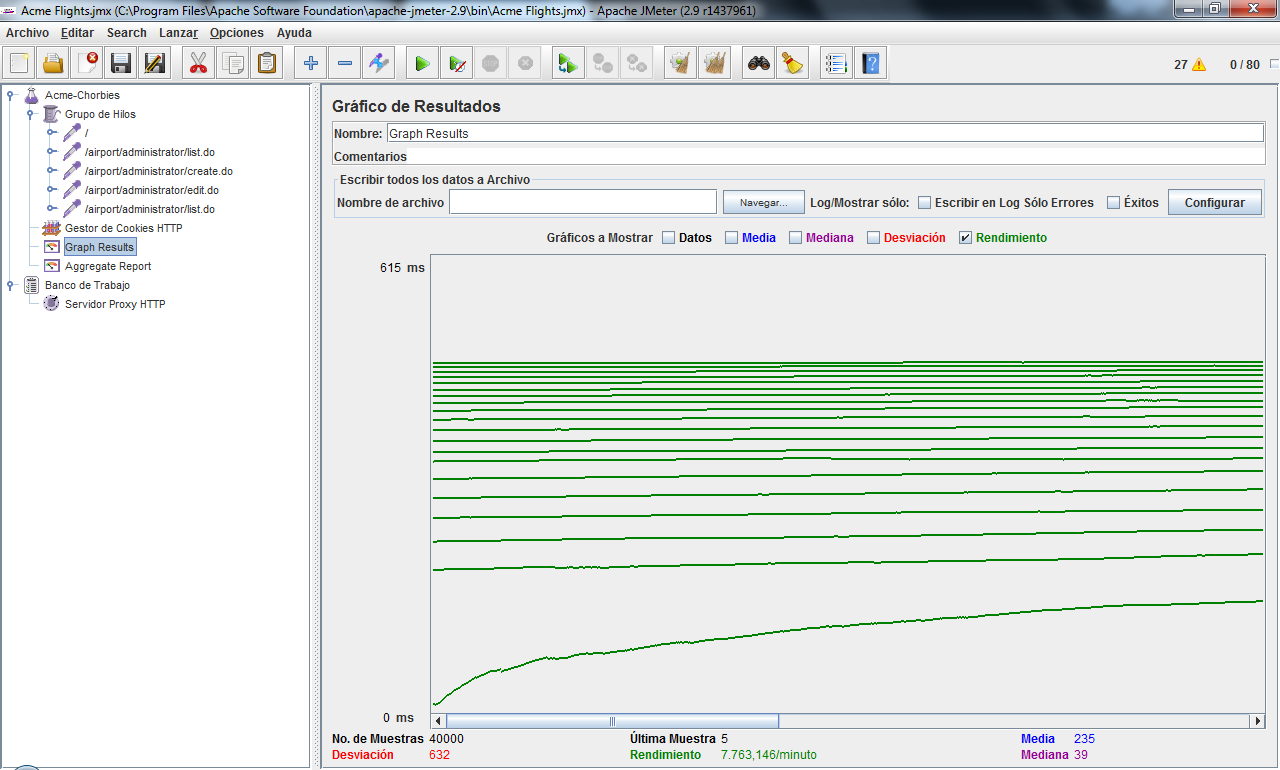 Acme Flights.jmx (C:\Program Files\Apache Software Foundation\apache-jmeter-2.9\bin\Acme Flights.jmx) - Apache JMeter (2.9 r1437961)
Archivo Editar Search Lanzar Opciones Ayuda
27 0 / 80
Acme-Chorbies
Grupo de Hilos
/
/airport/administrator/list.do
/airport/administrator/create.do
/airport/administrator/edit.do
/airport/administrator/list.do
Gestor de Cookies HTTP
Graph Results
Aggregate Report
Banco de Trabajo
Servidor Proxy HTTP
Gráfico de Resultados
Nombre: Graph Results
Comentarios
Escribir todos los datos a Archivo
Nombre de archivo Navegar... Log/Mostrar sólo: Escribir en Log Sólo Errores Éxitos Configurar
Gráficos a Mostrar Datos Media Mediana Desviación Rendimiento
615 ms
0 ms
No. de Muestras 40000 Última Muestra 5 Media 235
Desviación 632 Rendimiento 7.763,146/minuto Mediana 39